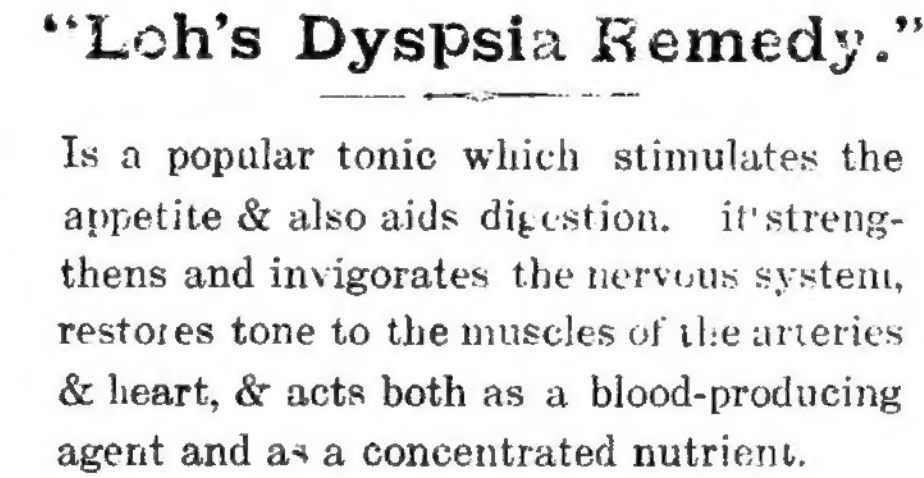 "Loh's Dyspsia Remedy."
Is a popular tonic which stimulates the
appetite & also aids digestion. it'streng-
thens and invigorates the nervous system,
restores tone to the muscles of the arteries
& heart, & acts both as a blood-producing
agent and as a concentrated nutrient.